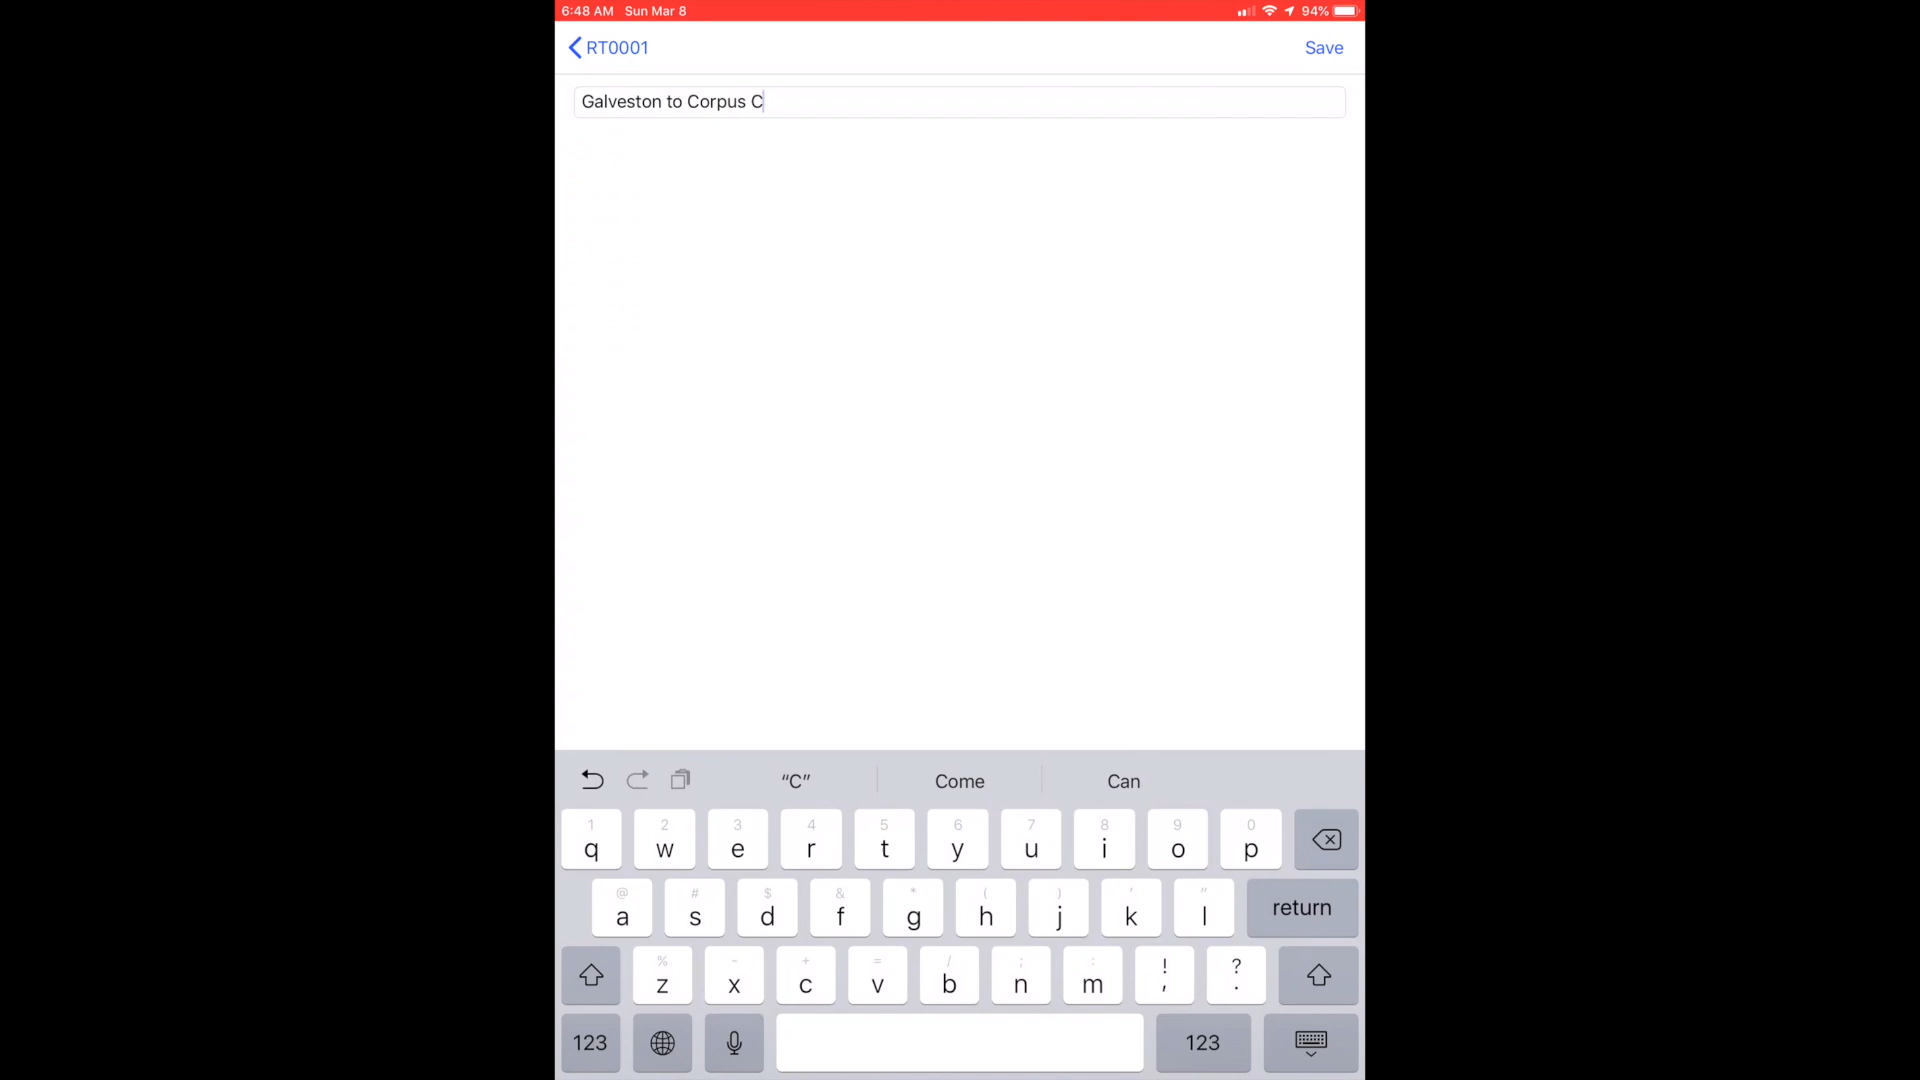 6:48 AM Sun Mar 8 94%
RT0001 Save
Galveston to Corpus C
“C” Come Can
1 2 3 4 5 6 7 8 9 0
q w e r t y u i o p
@ # $ & * ( ) ' "
a s d f g h j k l return
% - + = / ; : ! ?
z x c v b n m , .
123 123